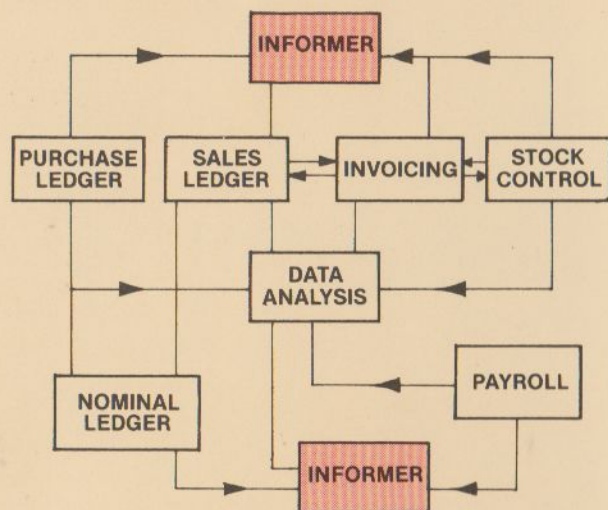 INFORMER
PURCHASE
LEDGER
SALES
LEDGER
INVOICING
STOCK
CONTROL
DATA
ANALYSIS
PAYROLL
NOMINAL
LEDGER
INFORMER